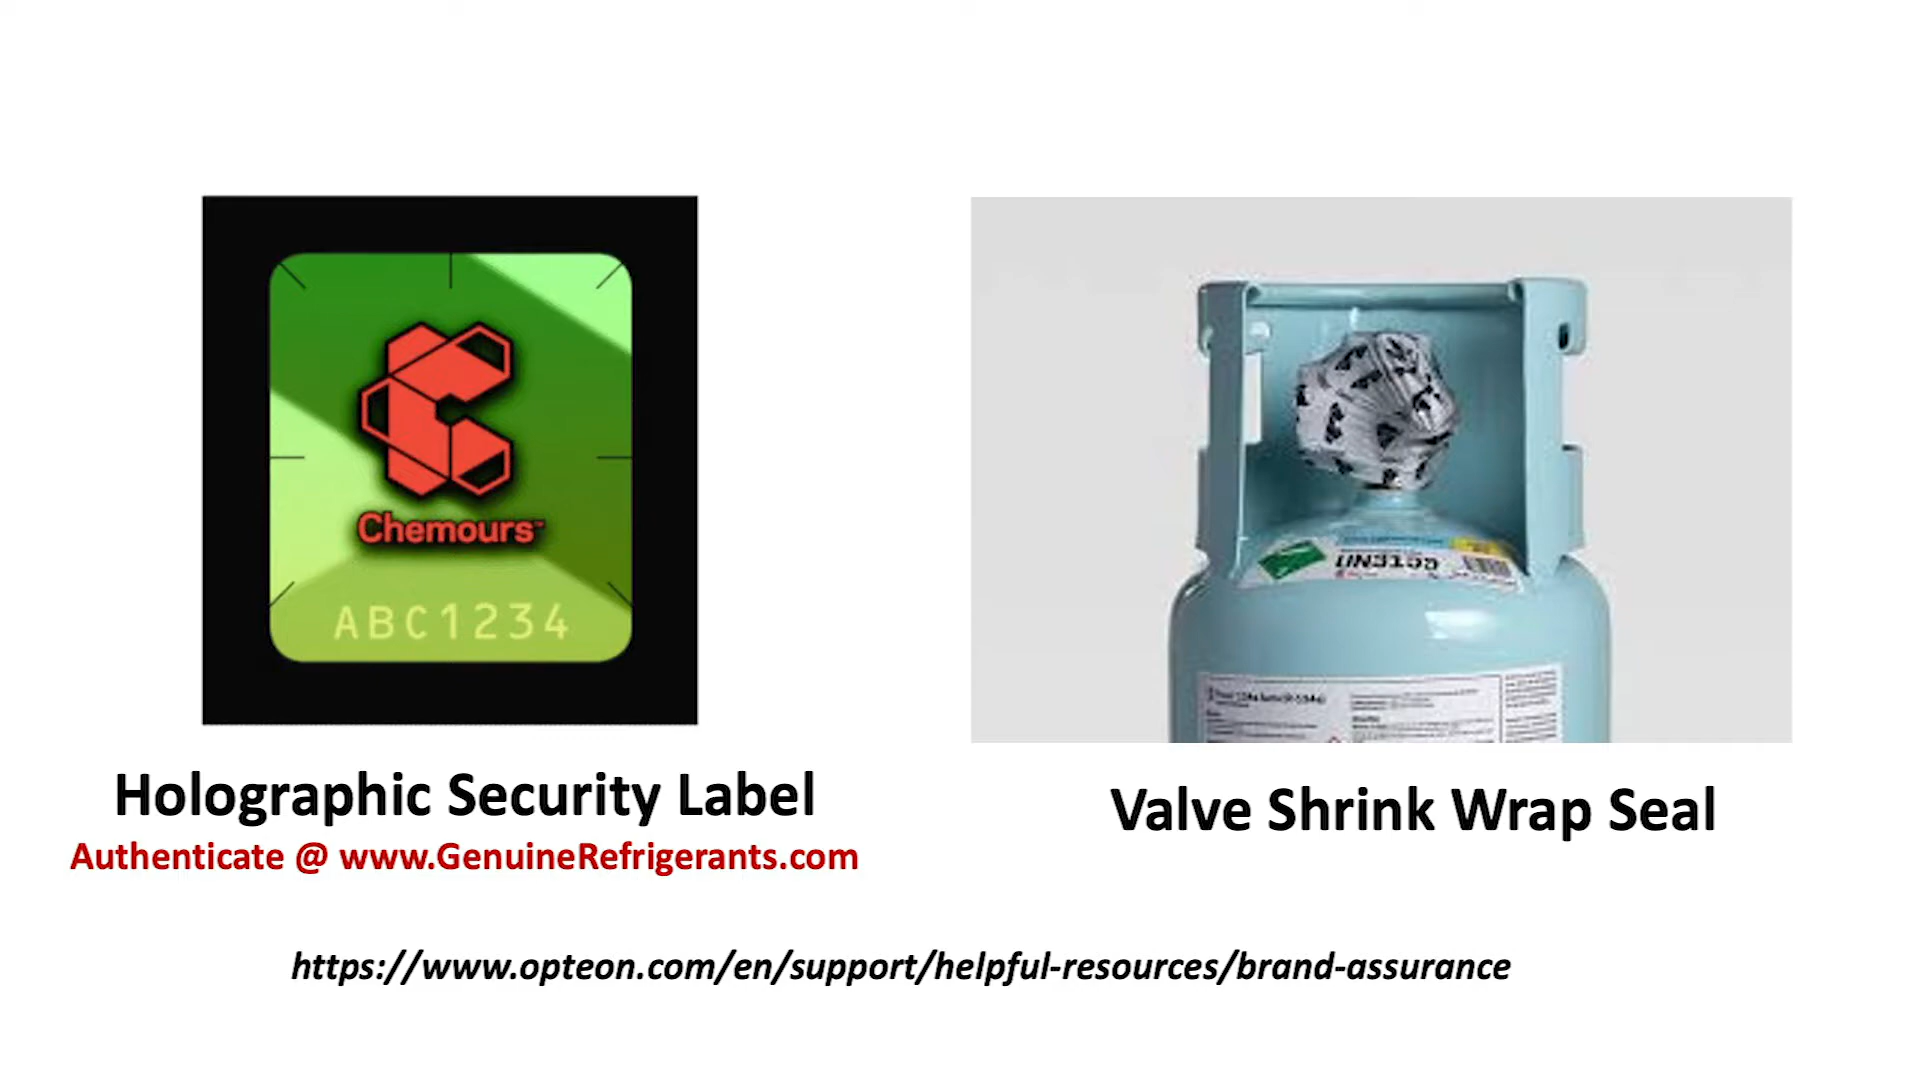 Chemours™
ABC1234
Holographic Security Label
Authenticate @ www.GenuineRefrigerants.com
Valve Shrink Wrap Seal
https://www.opteon.com/en/support/helpful-resources/brand-assurance